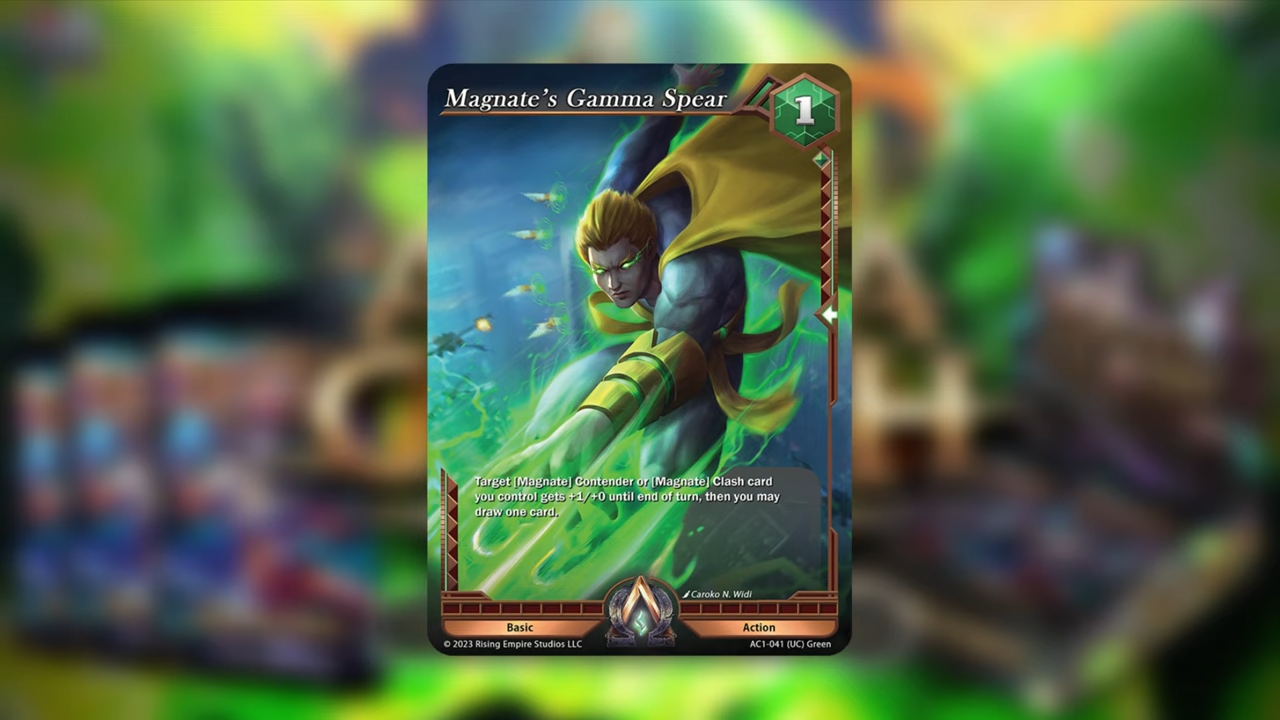 Magnate's Gamma Spear
1
Target [Magnate] Contender or [Magnate] Clash card
you control gets +1/+0 until end of turn, then you may
draw one card.
Caroko N. Widi
Basic
Action
© 2023 Rising Empire Studios LLC
AC1-041 (UC) Green